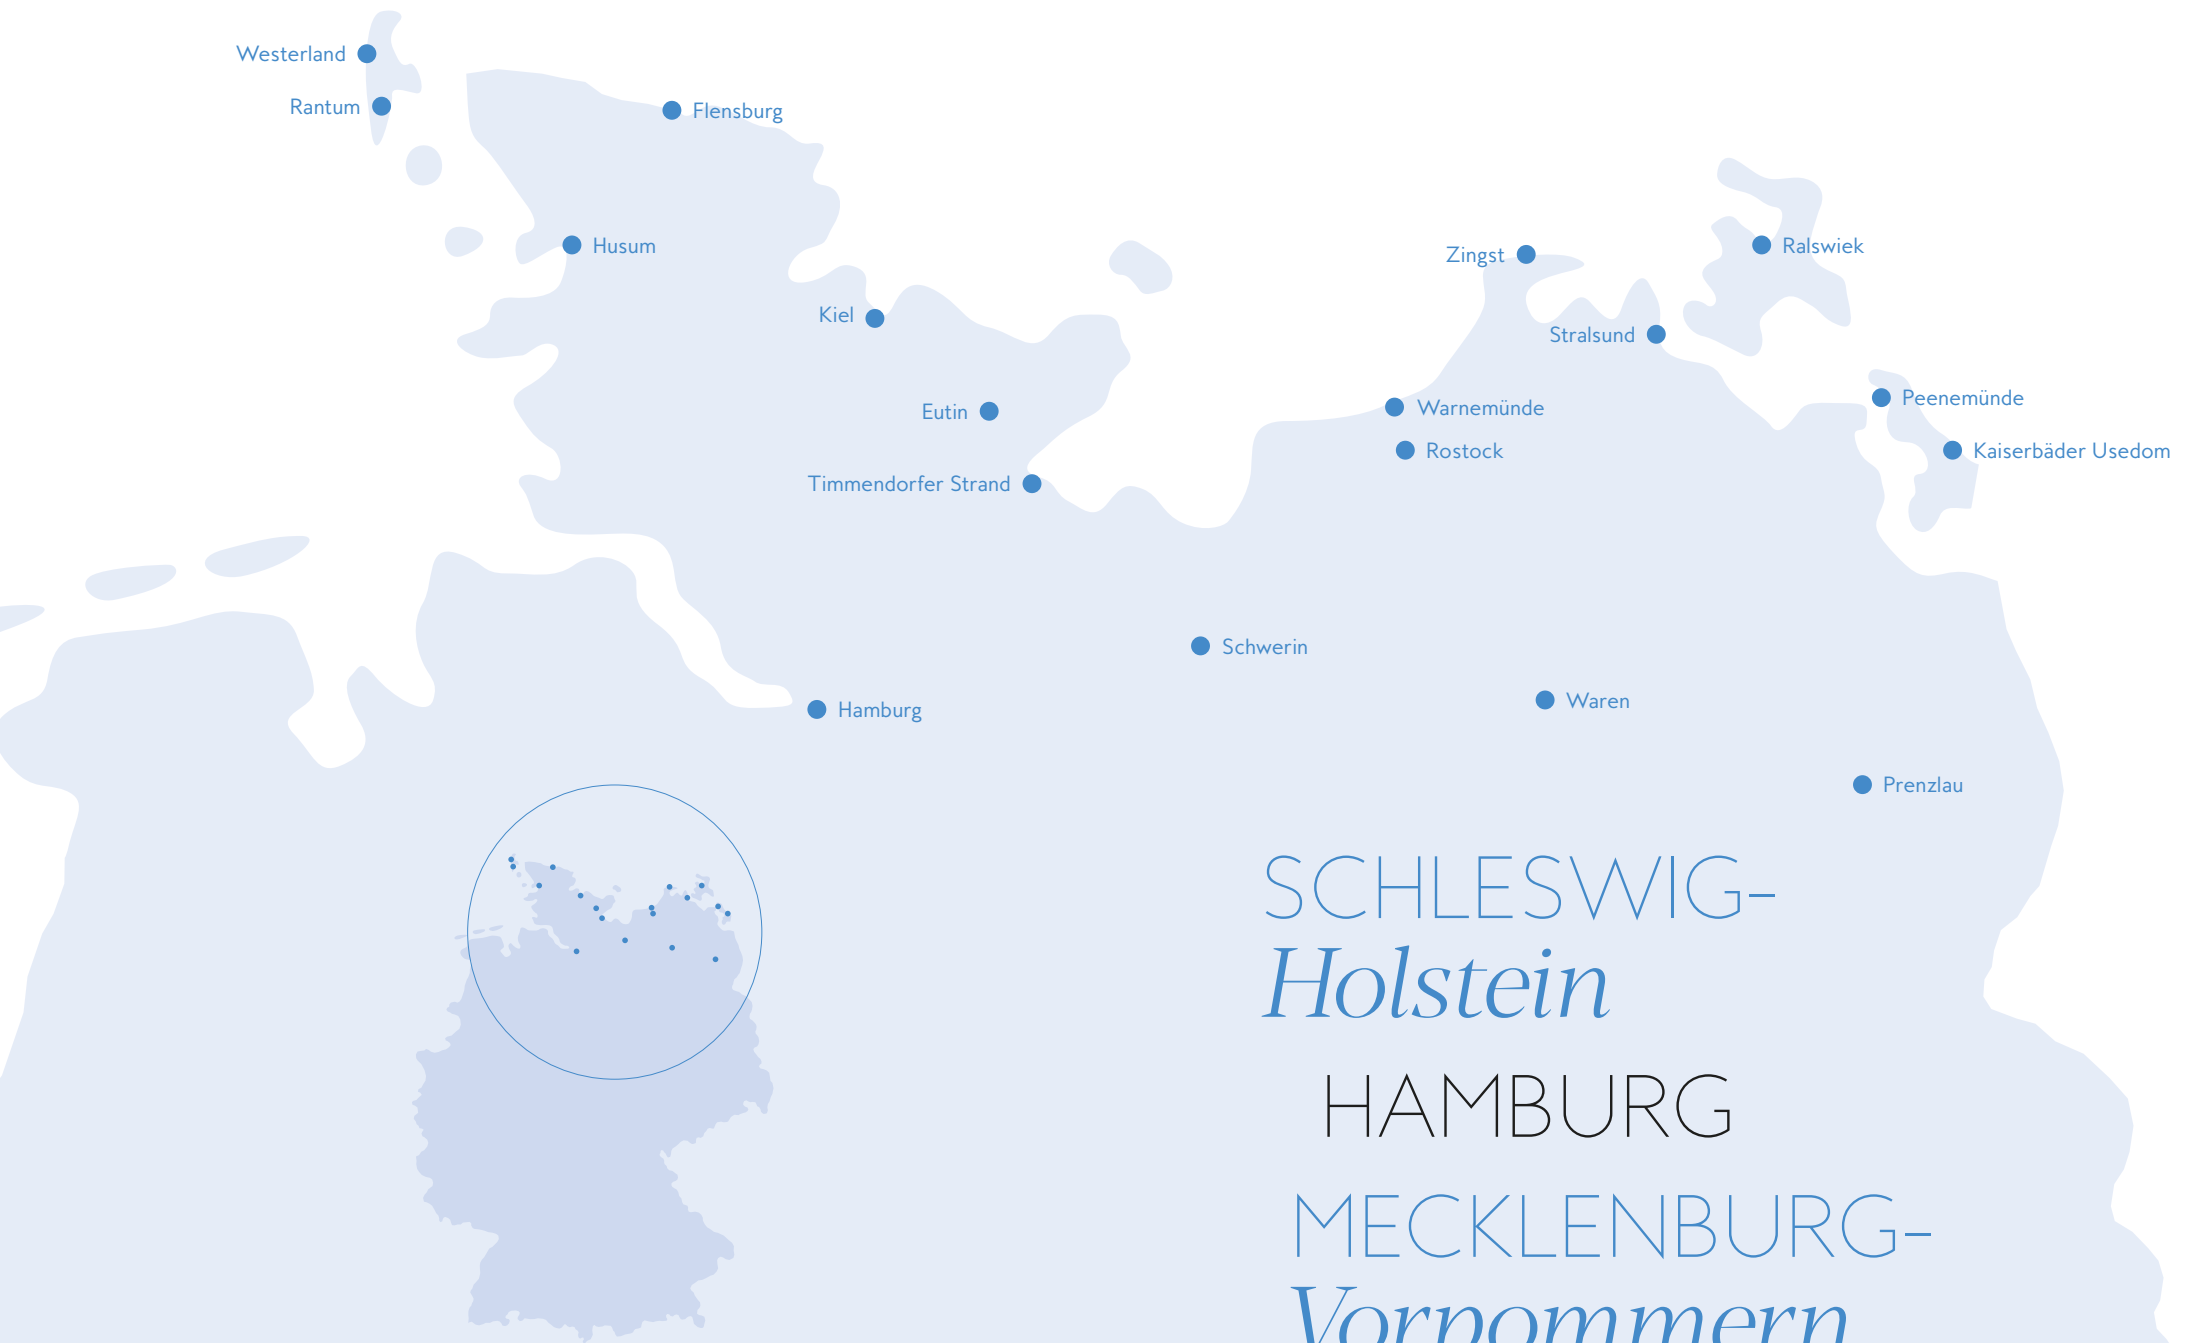 Westerland
Rantum
Flensburg
Husum
Zingst
Ralswiek
Kiel
Stralsund
Peenemünde
Eutin
Warnemünde
Rostock
Kaiserbäder Usedom
Timmendorfer Strand
Schwerin
Waren
Hamburg
Prenzlau
SCHLESWIG-
Holstein
HAMBURG
MECKLENBURG-
Vorpommern